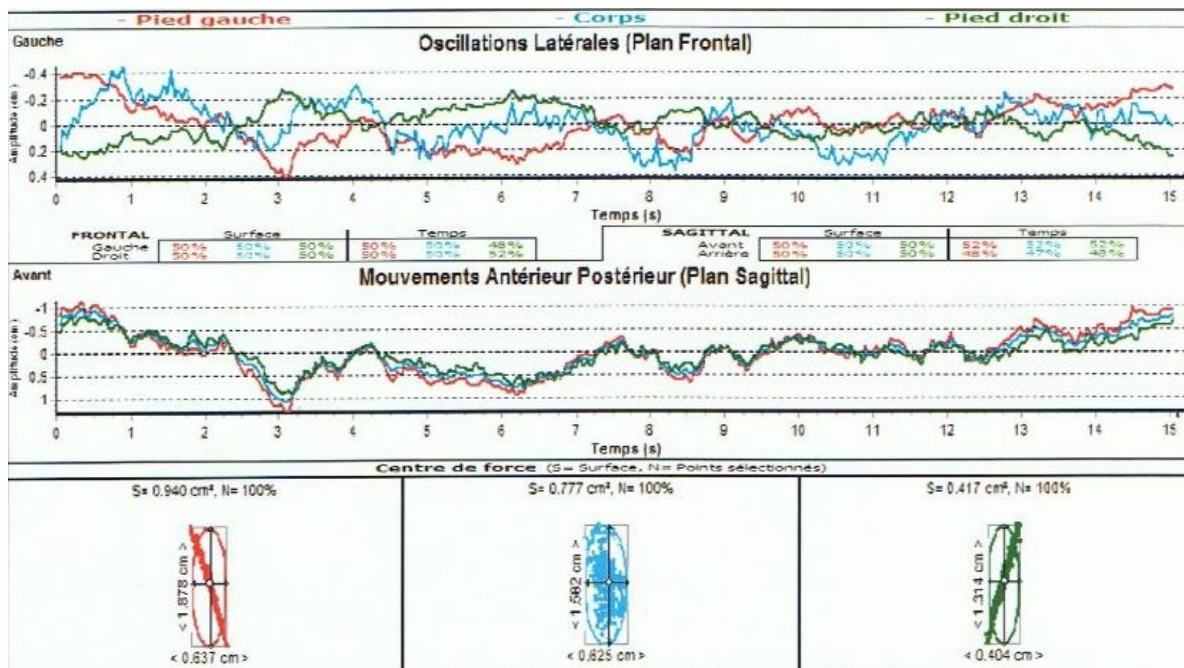 - Pied gauche - Corps - Pied droit
Gauche Oscillations Latérales (Plan Frontal)
Amplitude (cm)
-0.4
-0.2
0
0.2
0.4
0 1 2 3 4 5 6 7 8 9 10 11 12 13 14 15
Temps (s)
FRONTAL Surface Temps SAGITTAL Surface Temps
Gauche 50% 50% 50% 50% 50% 48% Avant 50% 50% 50% 52% 52% 52%
Droit 50% 50% 50% 50% 50% 52% Arrière 50% 50% 50% 48% 47% 48%
Avant Mouvements Antérieur Postérieur (Plan Sagittal)
Amplitude (cm)
-1
-0.5
0
0.5
1
0 1 2 3 4 5 6 7 8 9 10 11 12 13 14 15
Temps (s)
Centre de force (S= Surface, N= Points sélectionnés)
S= 0.940 cm², N= 100% S= 0.777 cm², N= 100% S= 0.417 cm², N= 100%
< 1.878 cm > < 1.582 cm > < 1.314 cm >
< 0.637 cm > < 0.625 cm > < 0.404 cm >